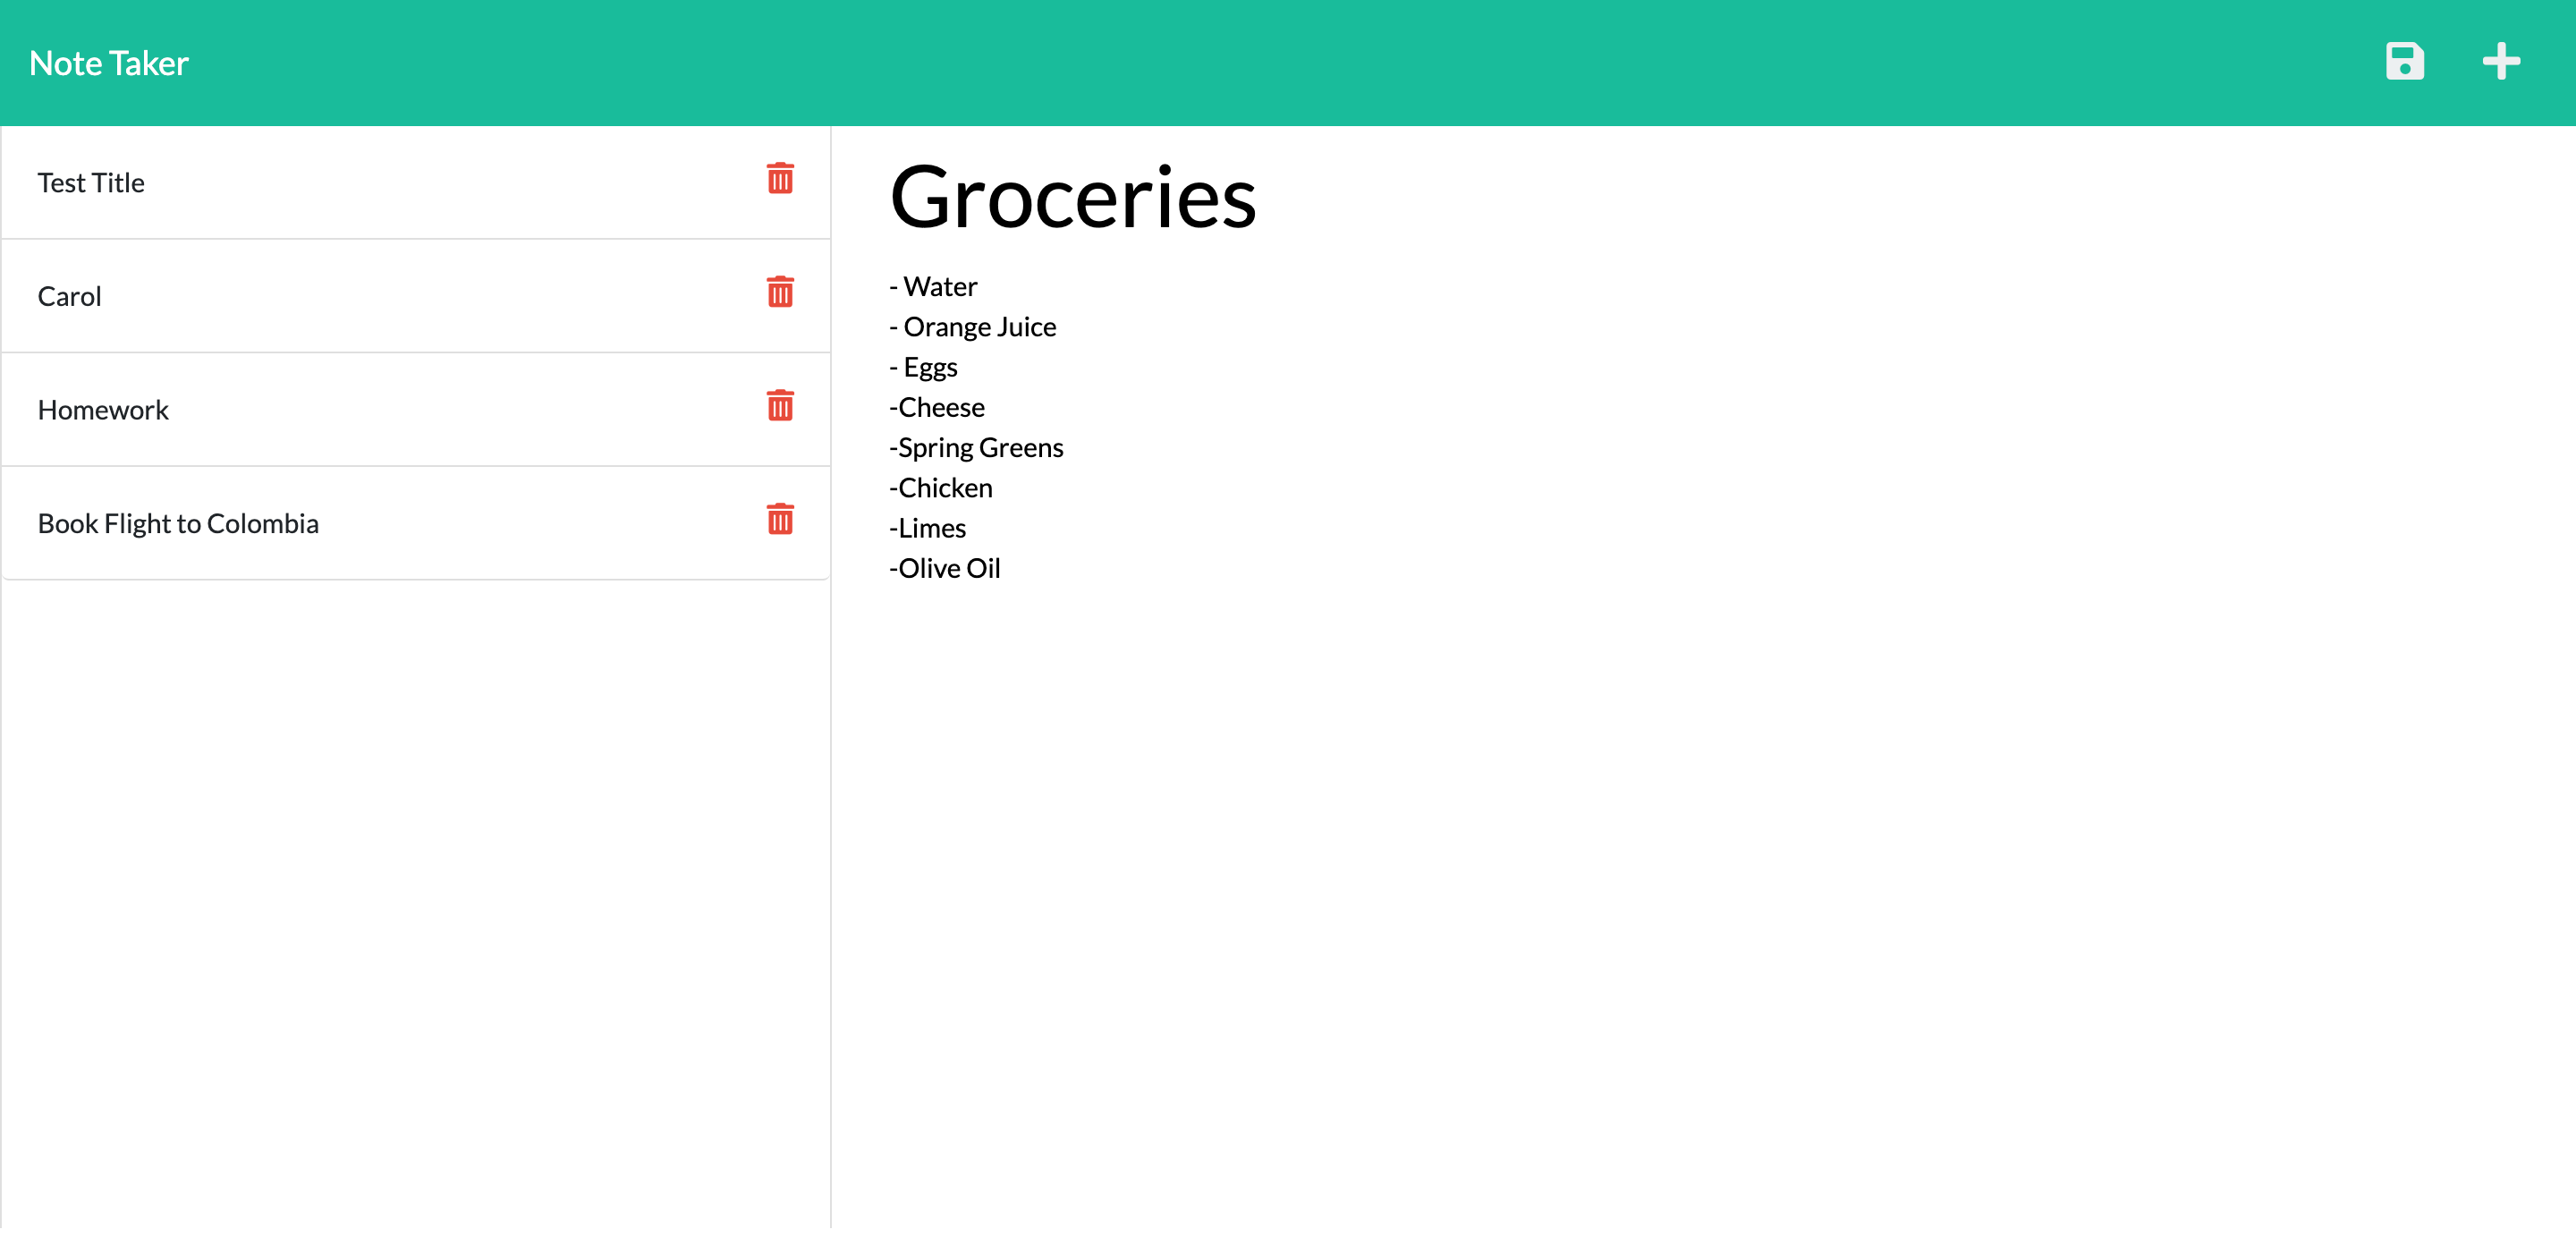 Note Taker
Test Title
Carol
Homework
Book Flight to Colombia
Groceries
- Water
- Orange Juice
- Eggs
-Cheese
-Spring Greens
-Chicken
-Limes
-Olive Oil